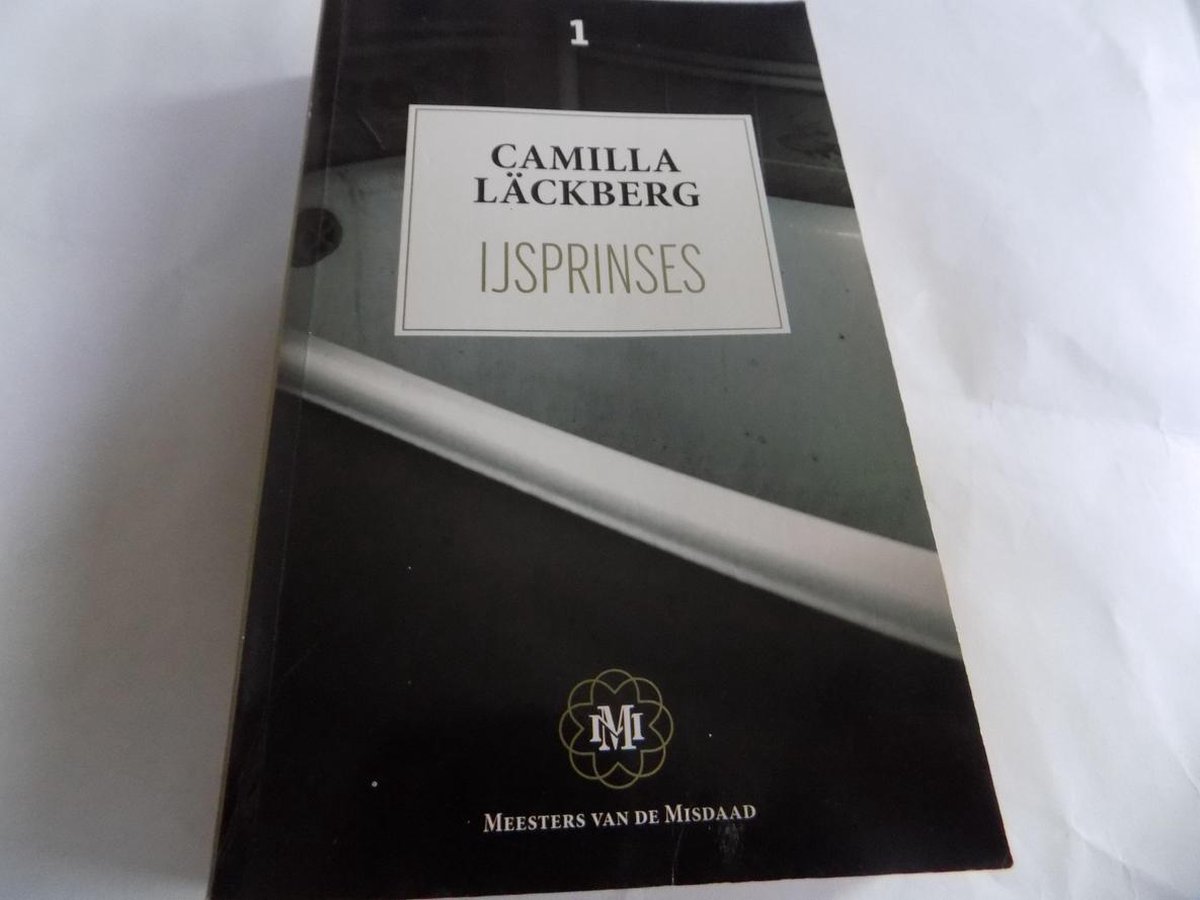 1
CAMILLA
LÄCKBERG
IJSPRINSES
MM
MEESTERS VAN DE MISDAAD